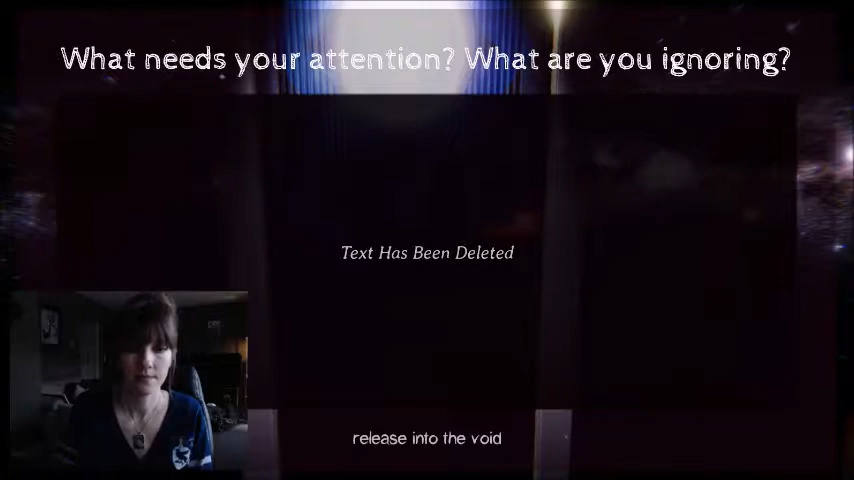 What needs your attention? What are you ignoring?
Text Has Been Deleted
release into the void